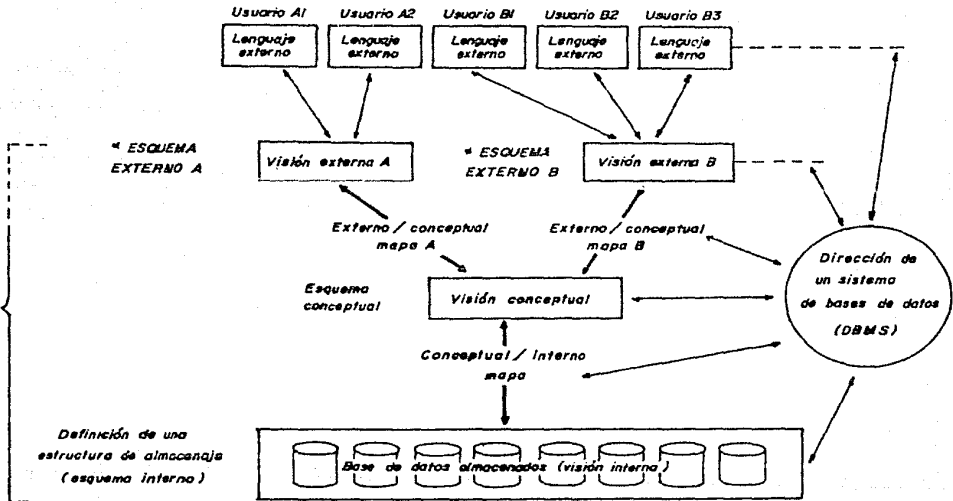 Usuario A1 Usuario A2 Usuario B1 Usuario B2 Usuario B3
Lenguaje
externo
Lenguaje
externo
Lenguaje
externo
Lenguaje
externo
Lenguaje
externo
* ESQUEMA
EXTERNO A
Visión externa A
* ESQUEMA
EXTERNO B
Visión externa B
Externo / conceptual
mapa A
Externo / conceptual
mapa B
Dirección de
un sistema
de bases de datos
(DBMS)
Esquema
conceptual
Visión conceptual
Conceptual / Interno
mapa
Definición de una
estructura de almacenaje
(esquema interno)
Base de datos almacenados (visión interna)